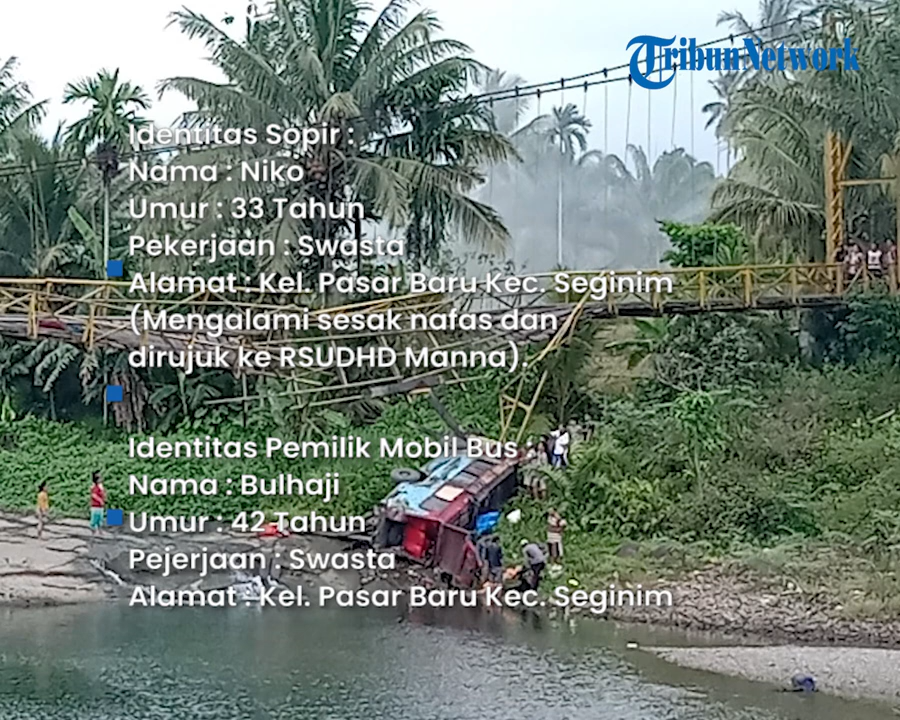 Tribun Network
Identitas Sopir :
Nama : Niko
Umur : 33 Tahun
Pekerjaan : Swasta
Alamat : Kel. Pasar Baru Kec. Seginim
(Mengalami sesak nafas dan
dirujuk ke RSUDHD Manna).
Identitas Pemilik Mobil Bus :
Nama : Bulhaji
Umur : 42 Tahun
Pejerjaan : Swasta
Alamat : Kel. Pasar Baru Kec. Seginim